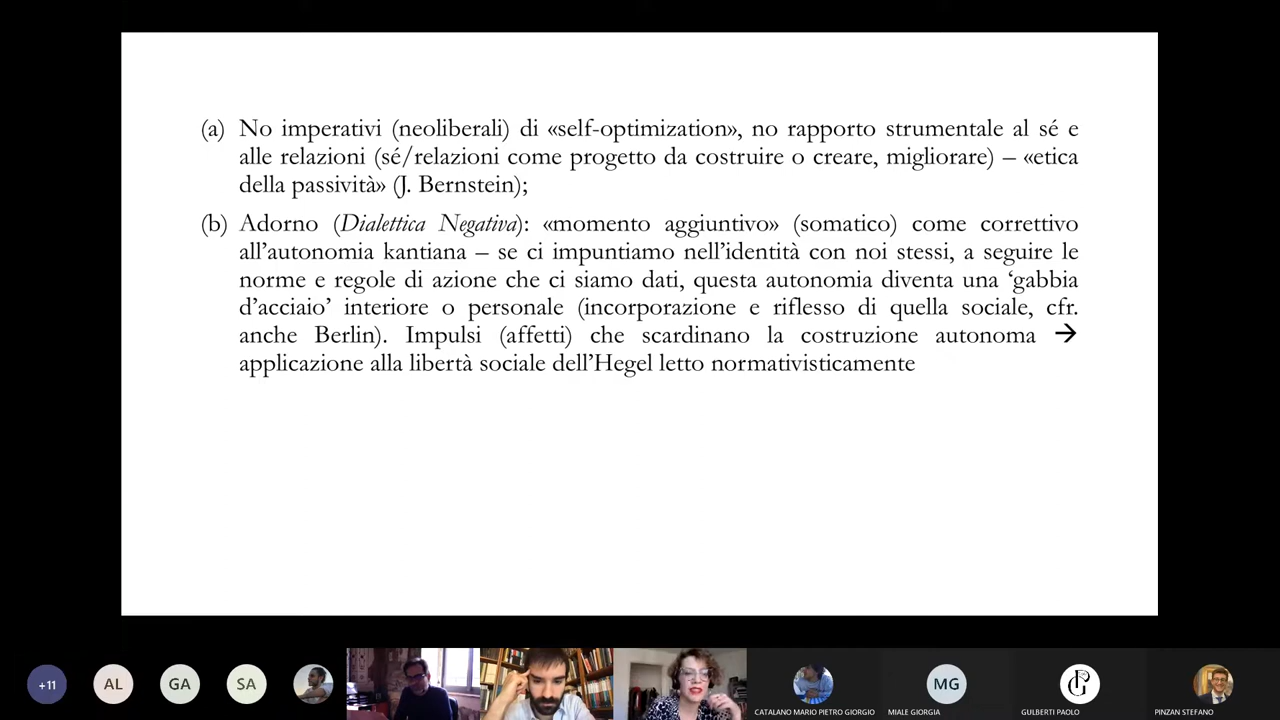 (a) No imperativi (neoliberali) di «self-optimization», no rapporto strumentale al sé e
alle relazioni (sé/relazioni come progetto da costruire o creare, migliorare) – «etica
della passività» (J. Bernstein);
(b) Adorno (Dialettica Negativa): «momento aggiuntivo» (somatico) come correttivo
all’autonomia kantiana – se ci impuntiamo nell’identità con noi stessi, a seguire le
norme e regole di azione che ci siamo dati, questa autonomia diventa una ‘gabbia
d’acciaio’ interiore o personale (incorporazione e riflesso di quella sociale, cfr.
anche Berlin). Impulsi (affetti) che scardinano la costruzione autonoma →
applicazione alla libertà sociale dell’Hegel letto normativisticamente
+11
AL
GA
SA
CATALANO MARIO PIETRO GIORGIO
MG
MIALE GIORGIA
GULBERTI PAOLO
PINZAN STEFANO